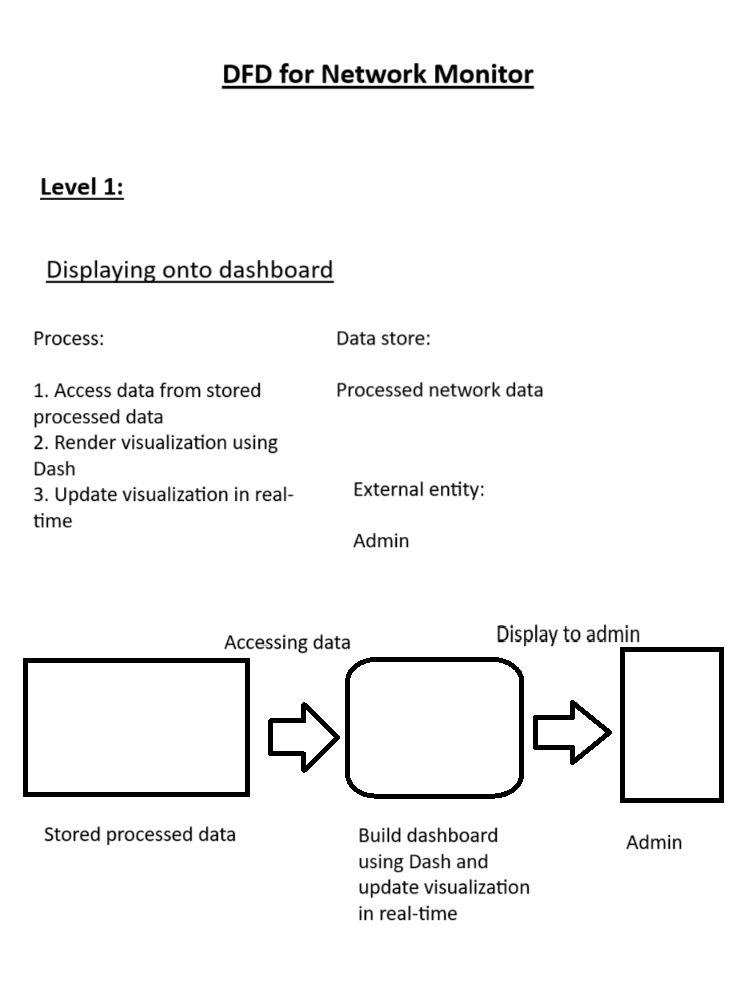 DFD for Network Monitor
Level 1:
Displaying onto dashboard
Process:
1. Access data from stored
processed data
2. Render visualization using
Dash
3. Update visualization in real-
time
Data store:
Processed network data
External entity:
Admin
Accessing data
Display to admin
Stored processed data
Build dashboard
using Dash and
update visualization
in real-time
Admin